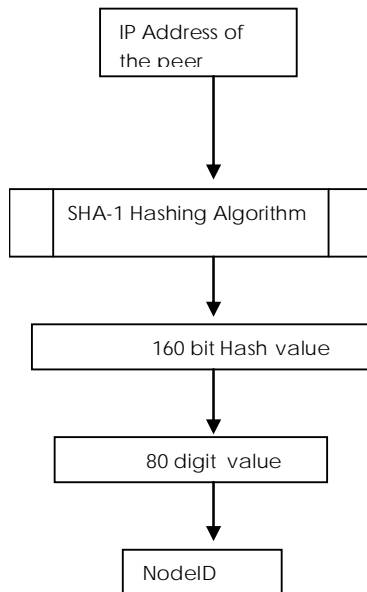 IP Address of
the peer
SHA-1 Hashing Algorithm
160 bit Hash value
80 digit value
NodeID